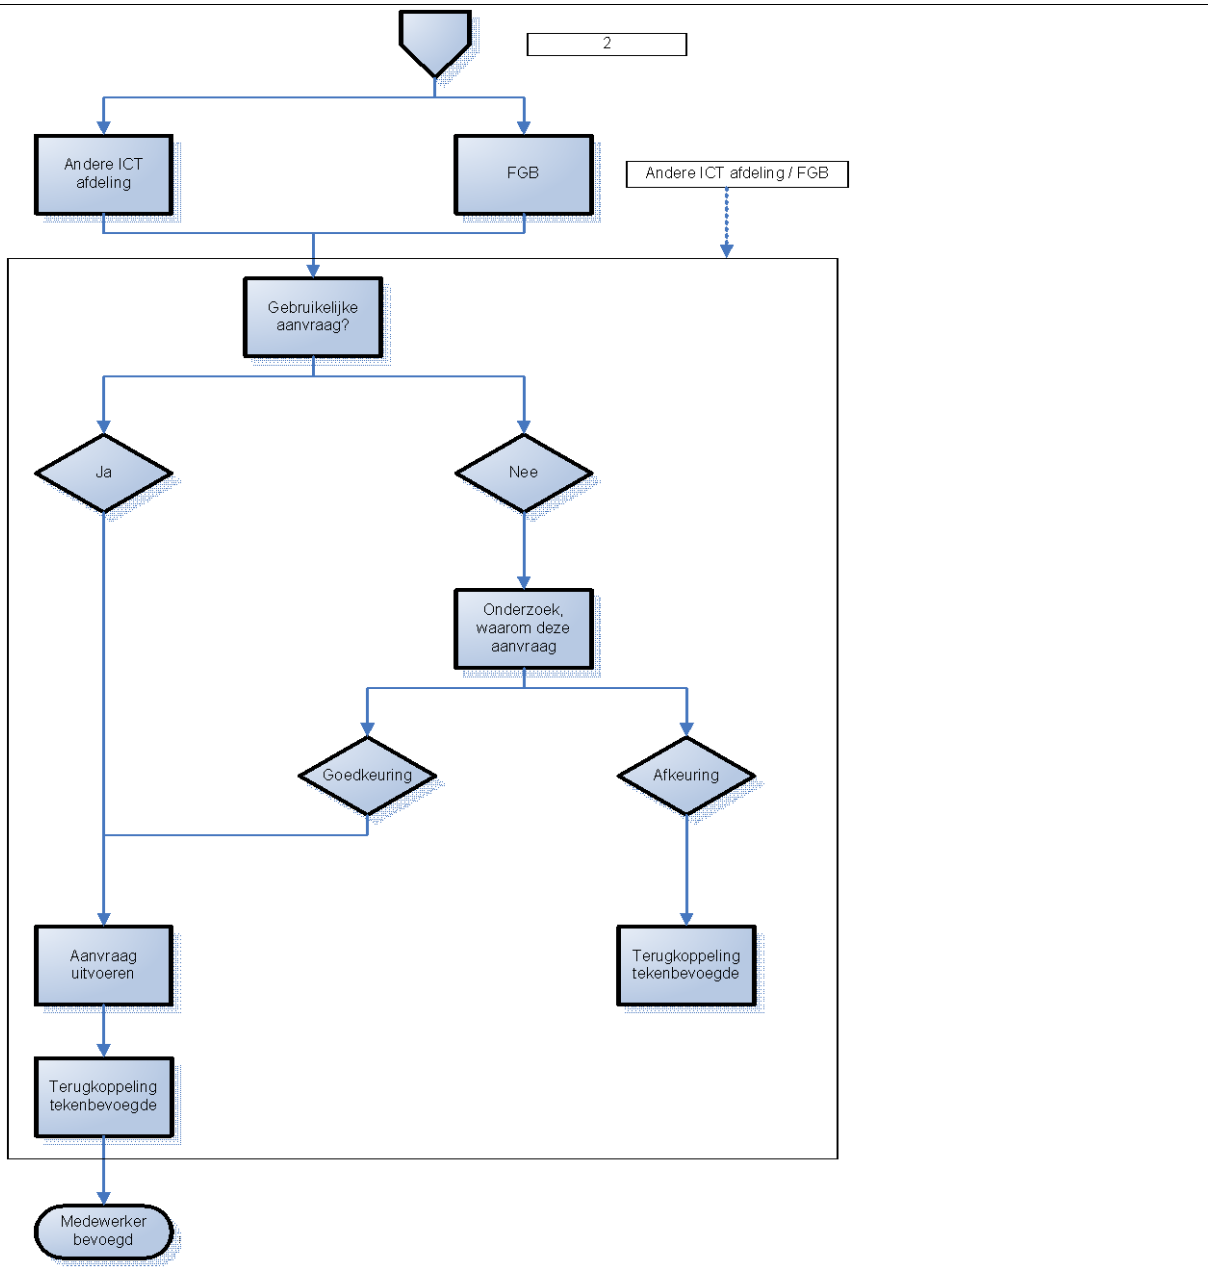 2
Andere ICT
afdeling
FGB
Andere ICT afdeling / FGB
Gebruikelijke
aanvraag?
Ja
Nee
Onderzoek,
waarom deze
aanvraag
Goedkeuring
Afkeuring
Aanvraag
uitvoeren
Terugkoppeling
tekenbevoegde
Terugkoppeling
tekenbevoegde
Medewerker
bevoegd